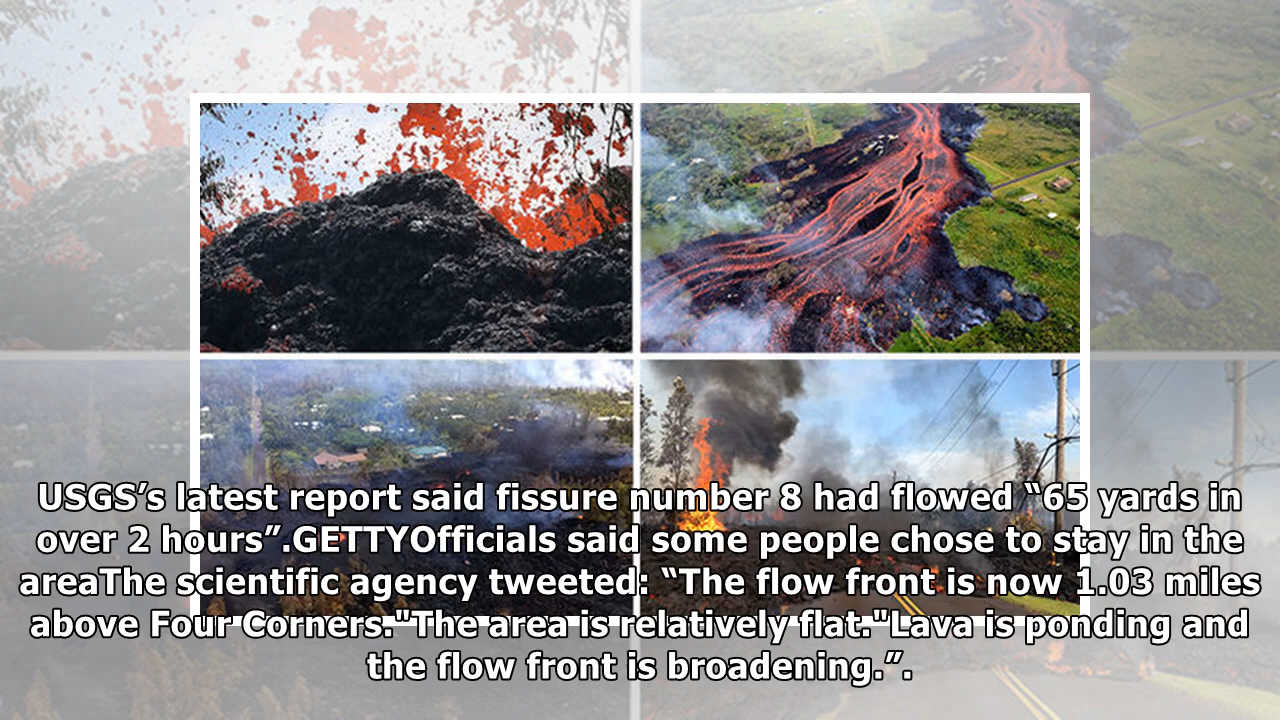 USGS’s latest report said fissure number 8 had flowed “65 yards in
over 2 hours”.GETTYOfficials said some people chose to stay in the
areaThe scientific agency tweeted: “The flow front is now 1.03 miles
above Four Corners."The area is relatively flat."Lava is ponding and
the flow front is broadening.”.